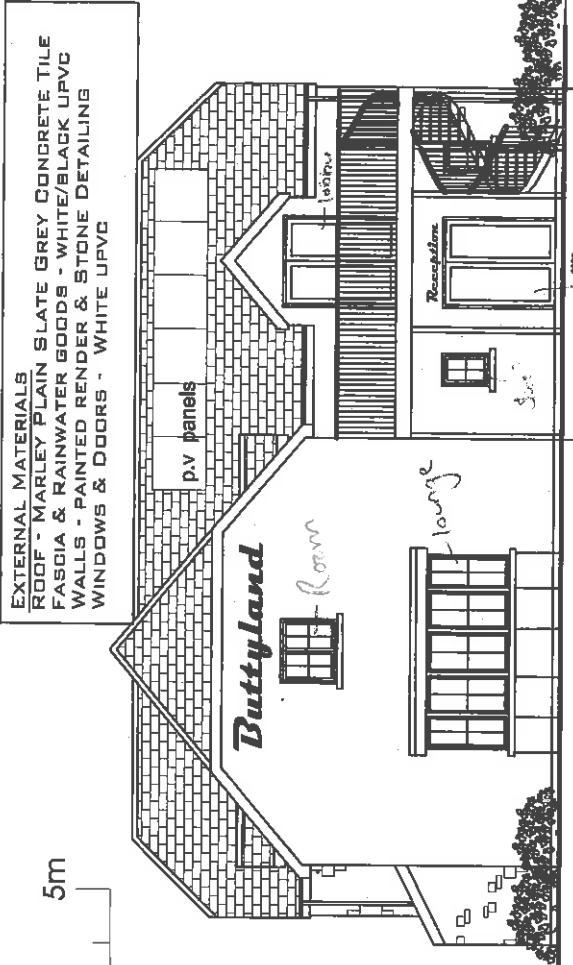 EXTERNAL MATERIALS
ROOF - MARLEY PLAIN SLATE GREY CONCRETE TILE
FASCIA & RAINWATER GOODS - WHITE/BLACK UPVC
WALLS - PAINTED RENDER & STONE DETAILING
WINDOWS & DOORS - WHITE UPVC
p.v panels
Buttyland
Room
lounge
Reception
5m